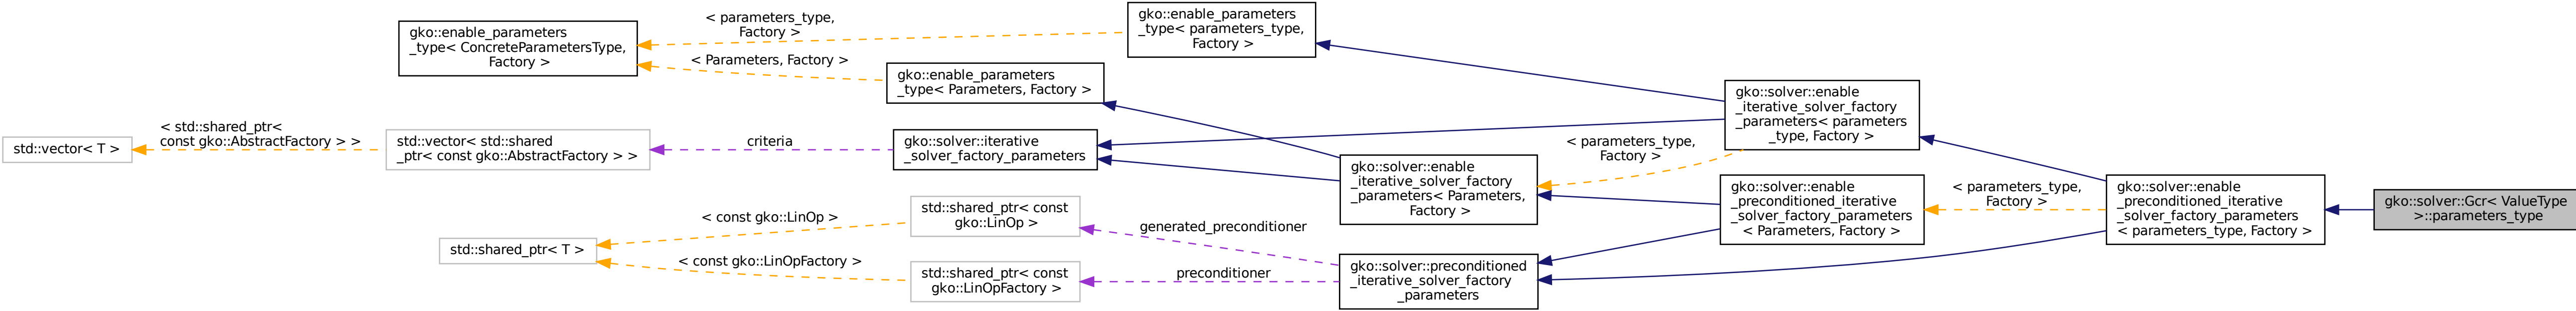 std::vector< T >
< std::shared_ptr<
const gko::AbstractFactory > >
std::vector< std::shared
_ptr< const gko::AbstractFactory > >
gko::enable_parameters
_type< ConcreteParametersType,
Factory >
std::shared_ptr< T >
< parameters_type,
Factory >
< Parameters, Factory >
criteria
< const gko::LinOp >
< const gko::LinOpFactory >
gko::enable_parameters
_type< parameters_type,
Factory >
gko::enable_parameters
_type< Parameters, Factory >
gko::solver::iterative
_solver_factory_parameters
std::shared_ptr< const
gko::LinOp >
std::shared_ptr< const
gko::LinOpFactory >
generated_preconditioner
preconditioner
gko::solver::enable
_iterative_solver_factory
_parameters< Parameters,
Factory >
gko::solver::preconditioned
_iterative_solver_factory
_parameters
< parameters_type,
Factory >
gko::solver::enable
_iterative_solver_factory
_parameters< parameters
_type, Factory >
gko::solver::enable
_preconditioned_iterative
_solver_factory_parameters
< Parameters, Factory >
< parameters_type,
Factory >
gko::solver::enable
_preconditioned_iterative
_solver_factory_parameters
< parameters_type, Factory >
gko::solver::Gcr< ValueType
>::parameters_type